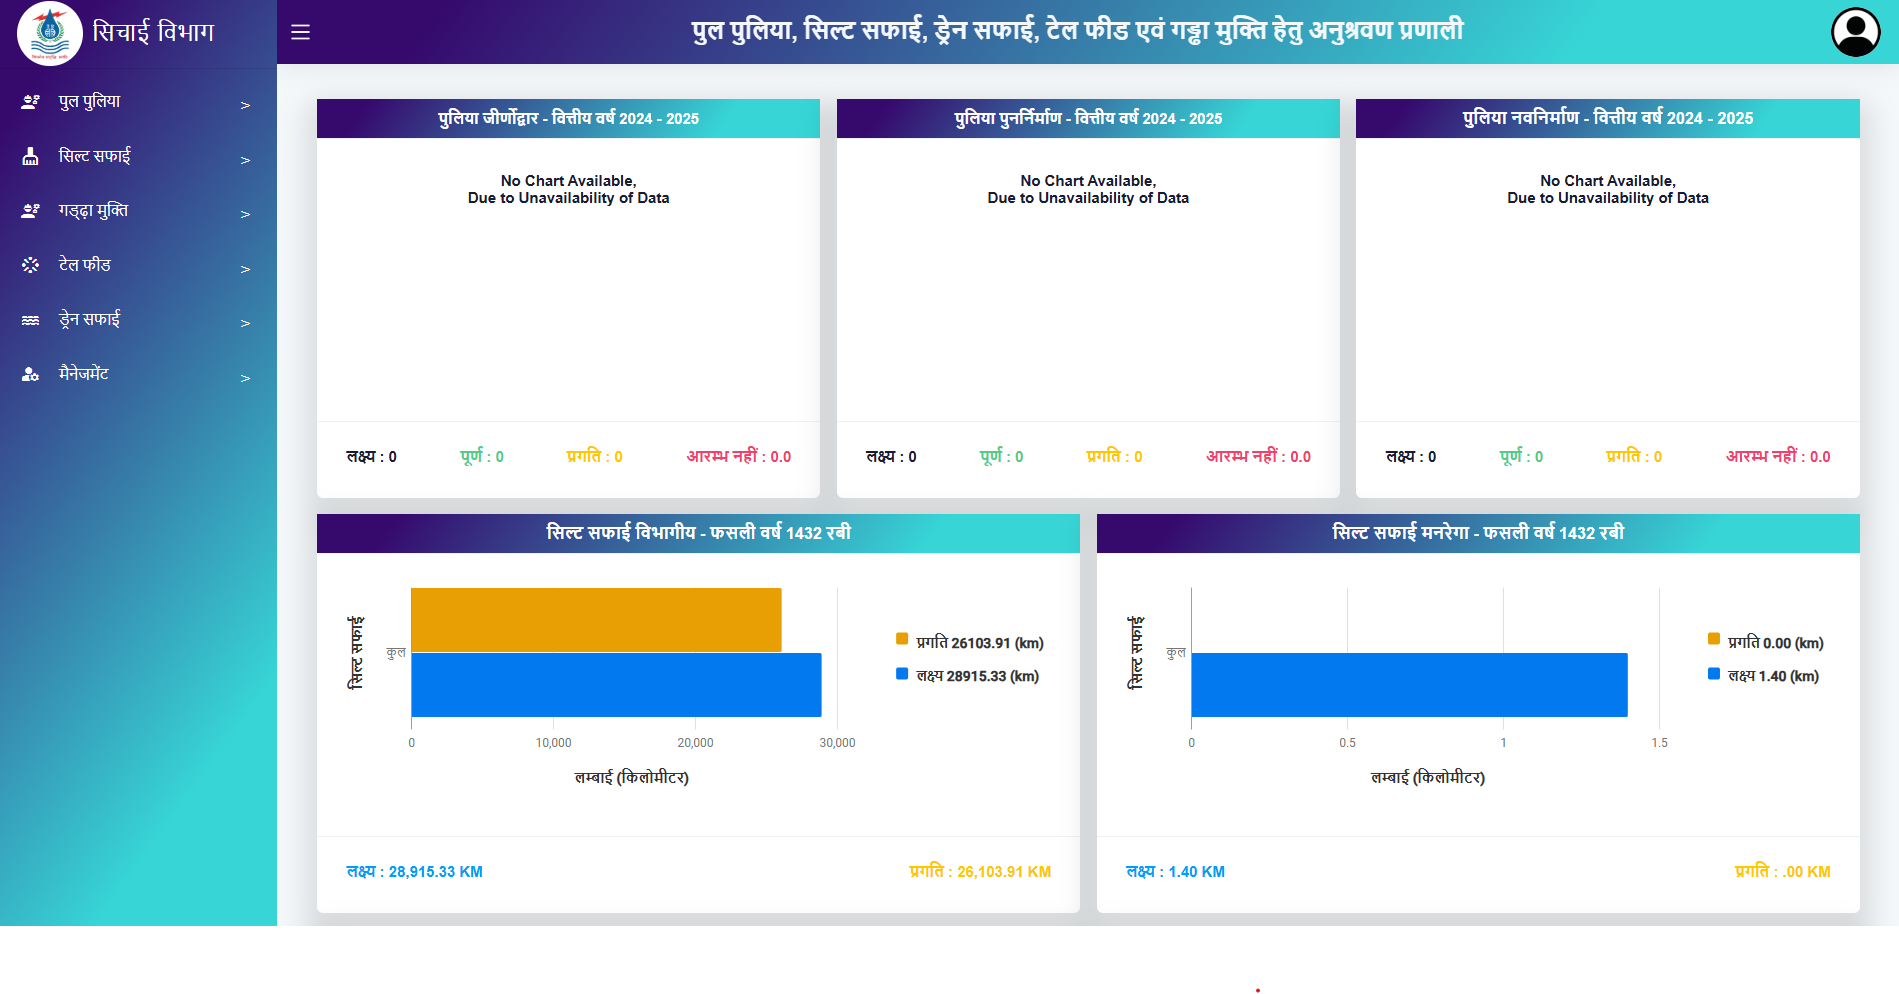 सिचाई विभाग
पुल पुलिया, सिल्ट सफाई, ड्रेन सफाई, टेल फीड एवं गड्ढा मुक्ति हेतु अनुश्रवण प्रणाली
पुल पुलिया >
सिल्ट सफाई >
गड्ढ़ा मुक्ति >
टेल फीड >
ड्रेन सफाई >
मैनेजमेंट >
पुलिया जीर्णोद्वार - वित्तीय वर्ष 2024 - 2025
No Chart Available,
Due to Unavailability of Data
लक्ष्य : 0 पूर्ण : 0 प्रगति : 0 आरम्भ नहीं : 0.0
पुलिया पुनर्निर्माण - वित्तीय वर्ष 2024 - 2025
No Chart Available,
Due to Unavailability of Data
लक्ष्य : 0 पूर्ण : 0 प्रगति : 0 आरम्भ नहीं : 0.0
पुलिया नवनिर्माण - वित्तीय वर्ष 2024 - 2025
No Chart Available,
Due to Unavailability of Data
लक्ष्य : 0 पूर्ण : 0 प्रगति : 0 आरम्भ नहीं : 0.0
सिल्ट सफाई विभागीय - फसली वर्ष 1432 रबी
सिल्ट सफाई
कुल
प्रगति 26103.91 (km)
लक्ष्य 28915.33 (km)
0 10,000 20,000 30,000
लम्बाई (किलोमीटर)
लक्ष्य : 28,915.33 KM प्रगति : 26,103.91 KM
सिल्ट सफाई मनरेगा - फसली वर्ष 1432 रबी
सिल्ट सफाई
कुल
प्रगति 0.00 (km)
लक्ष्य 1.40 (km)
0 0.5 1 1.5
लम्बाई (किलोमीटर)
लक्ष्य : 1.40 KM प्रगति : .00 KM